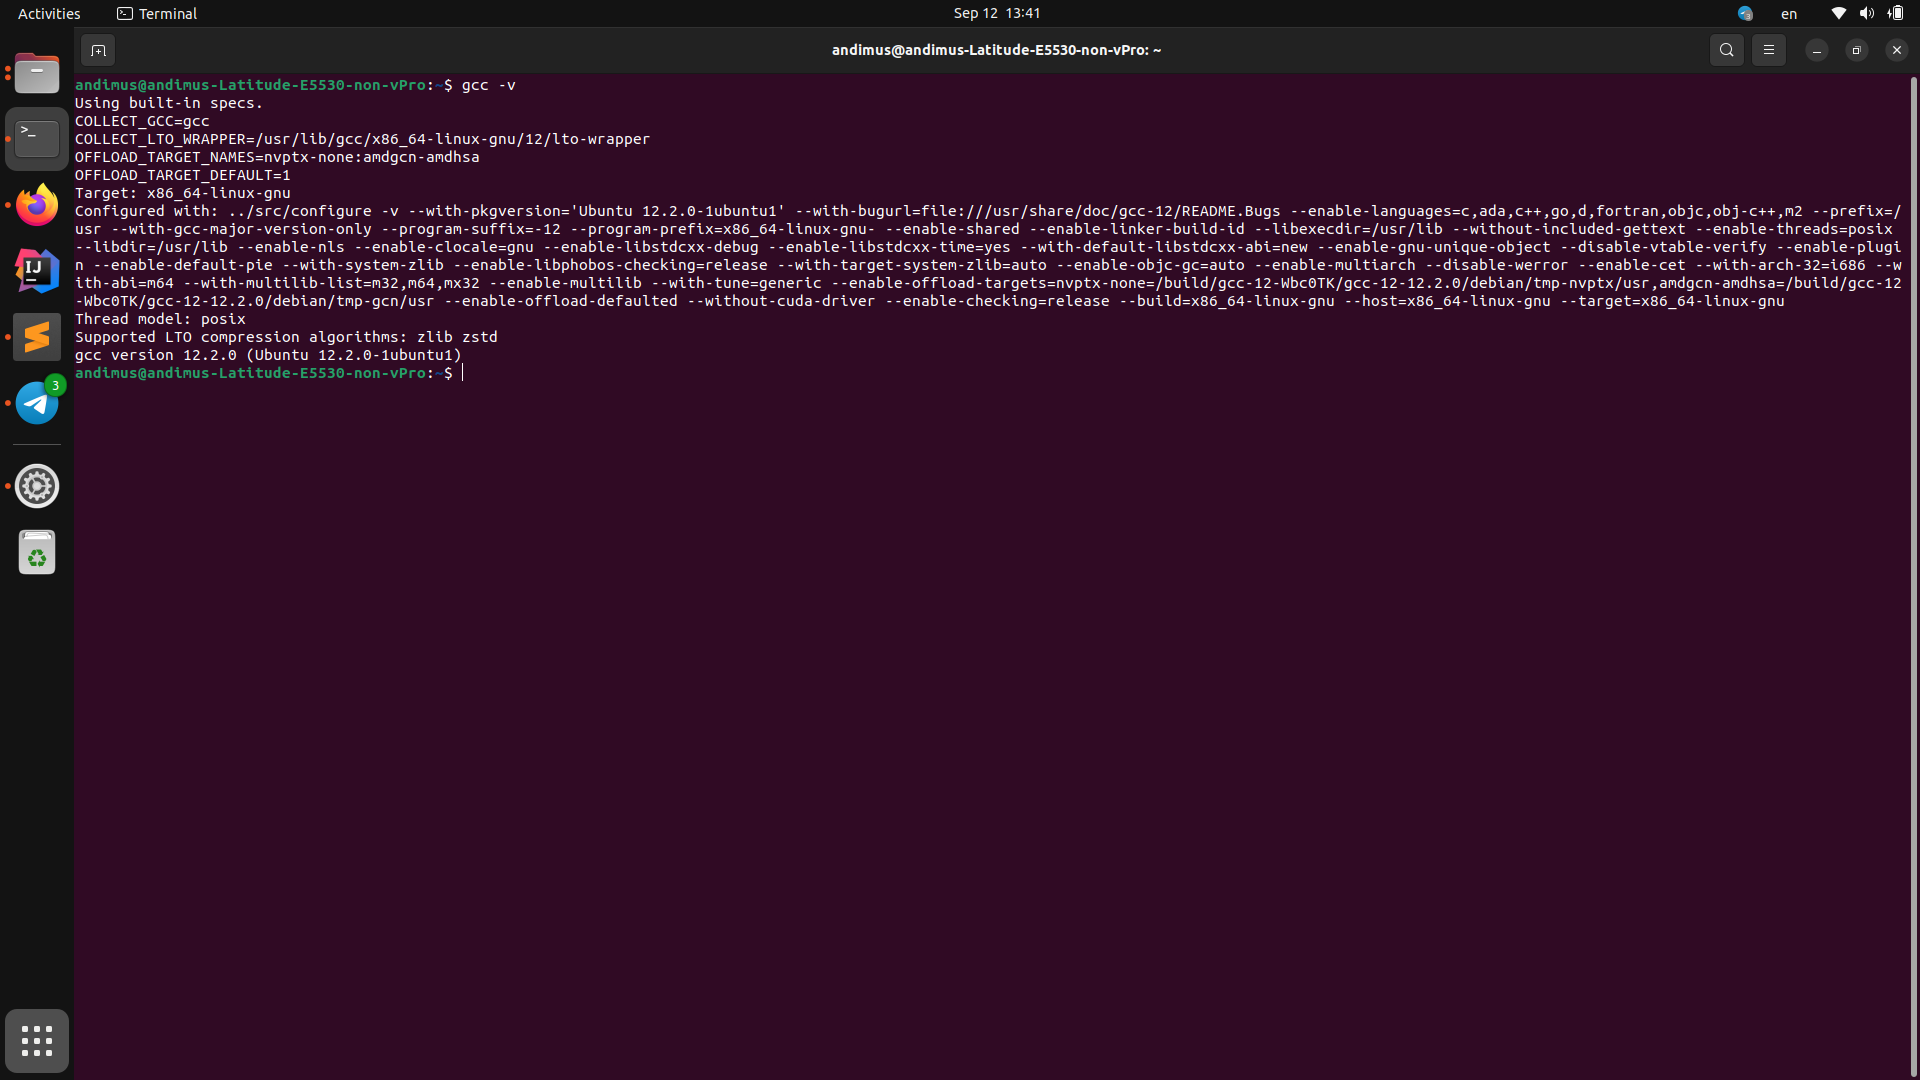 Activities Terminal Sep 12 13:41 3 en
andimus@andimus-Latitude-E5530-non-vPro: ~
andimus@andimus-Latitude-E5530-non-vPro:~$ gcc -v
Using built-in specs.
COLLECT_GCC=gcc
COLLECT_LTO_WRAPPER=/usr/lib/gcc/x86_64-linux-gnu/12/lto-wrapper
OFFLOAD_TARGET_NAMES=nvptx-none:amdgcn-amdhsa
OFFLOAD_TARGET_DEFAULT=1
Target: x86_64-linux-gnu
Configured with: ../src/configure -v --with-pkgversion='Ubuntu 12.2.0-1ubuntu1' --with-bugurl=file:///usr/share/doc/gcc-12/README.Bugs --enable-languages=c,ada,c++,go,d,fortran,objc,obj-c++,m2 --prefix=/
usr --with-gcc-major-version-only --program-suffix=-12 --program-prefix=x86_64-linux-gnu- --enable-shared --enable-linker-build-id --libexecdir=/usr/lib --without-included-gettext --enable-threads=posix
--libdir=/usr/lib --enable-nls --enable-clocale=gnu --enable-libstdcxx-debug --enable-libstdcxx-time=yes --with-default-libstdcxx-abi=new --enable-gnu-unique-object --disable-vtable-verify --enable-plugi
n --enable-default-pie --with-system-zlib --enable-libphobos-checking=release --with-target-system-zlib=auto --enable-objc-gc=auto --enable-multiarch --disable-werror --enable-cet --with-arch-32=i686 --w
ith-abi=m64 --with-multilib-list=m32,m64,mx32 --enable-multilib --with-tune=generic --enable-offload-targets=nvptx-none=/build/gcc-12-Wbc0TK/gcc-12-12.2.0/debian/tmp-nvptx/usr,amdgcn-amdhsa=/build/gcc-12
-Wbc0TK/gcc-12-12.2.0/debian/tmp-gcn/usr --enable-offload-defaulted --without-cuda-driver --enable-checking=release --build=x86_64-linux-gnu --host=x86_64-linux-gnu --target=x86_64-linux-gnu
Thread model: posix
Supported LTO compression algorithms: zlib zstd
gcc version 12.2.0 (Ubuntu 12.2.0-1ubuntu1)
andimus@andimus-Latitude-E5530-non-vPro:~$
>_
IJ
3